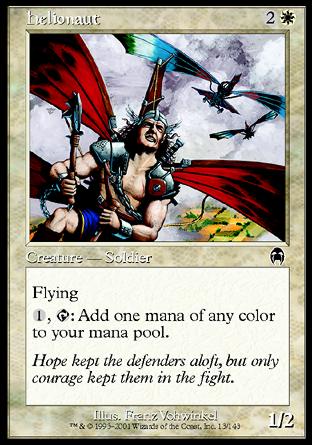 Helionaut 2
Creature — Soldier
Flying
1, : Add one mana of any color
to your mana pool.
Hope kept the defenders aloft, but only
courage kept them in the fight.
1/2
Illus. Franz Vohwinkel
™ & © 1993-2001 Wizards of the Coast, Inc. 13/143